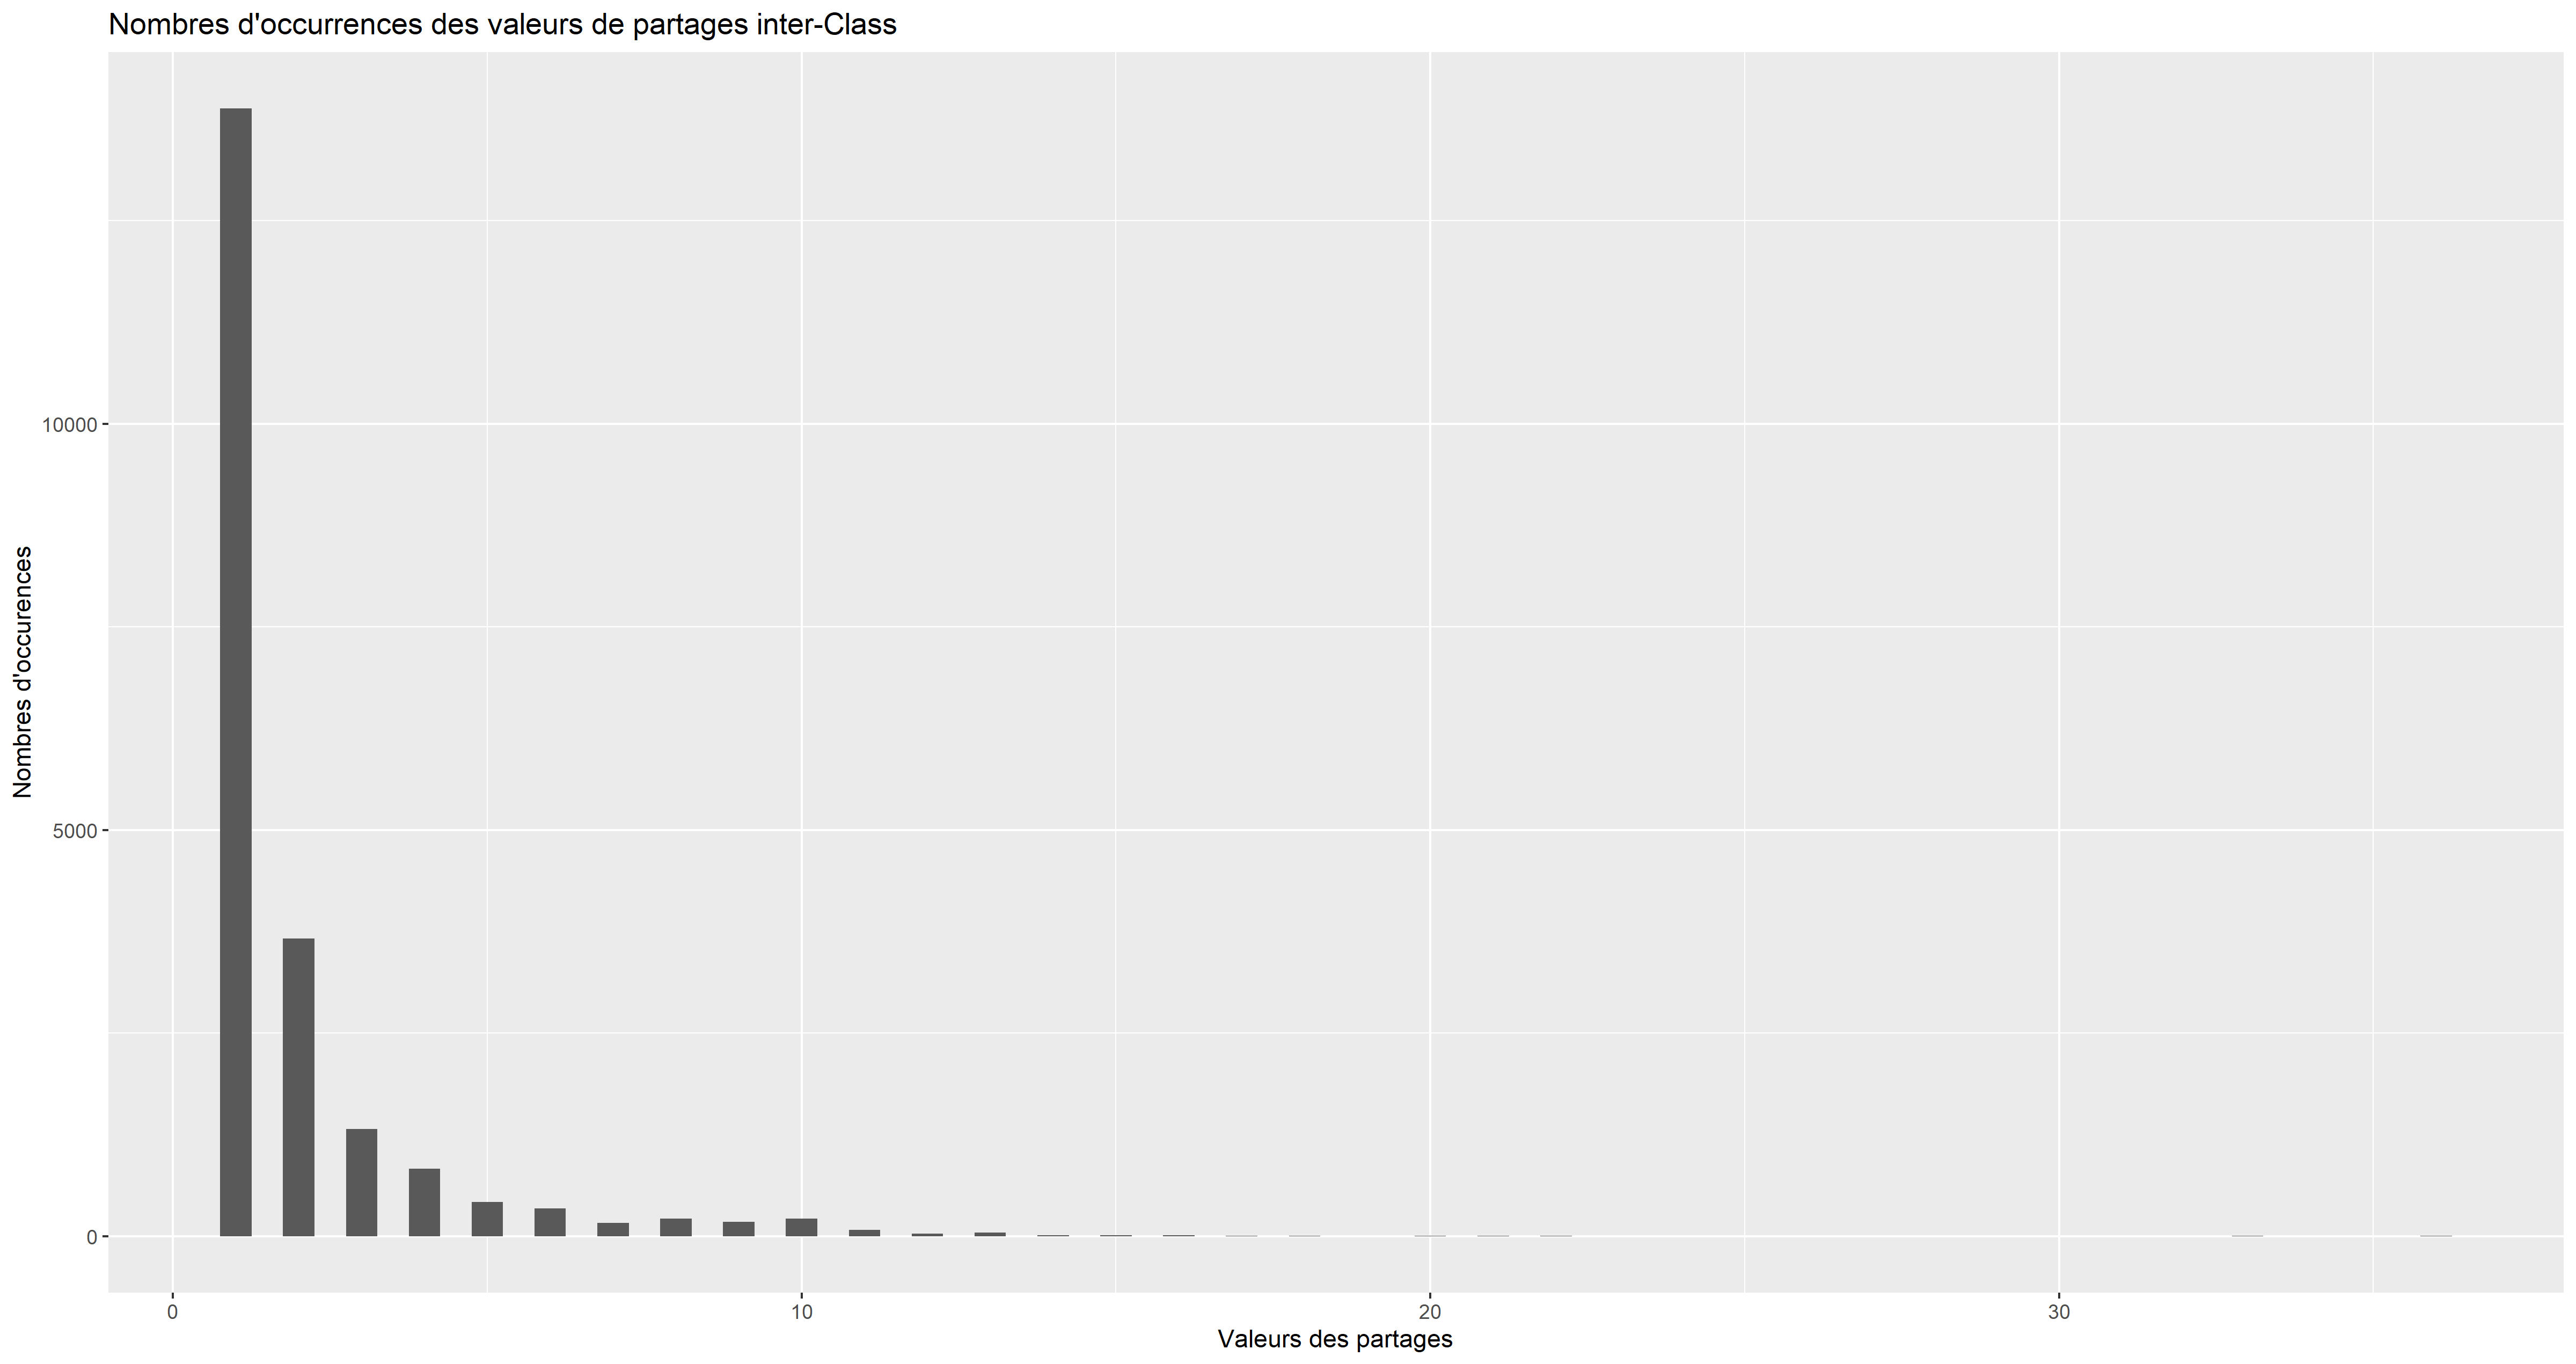 Nombres d'occurrences des valeurs de partages inter-Class
Nombres d'occurences
10000
5000
0
0 10 20 30
Valeurs des partages